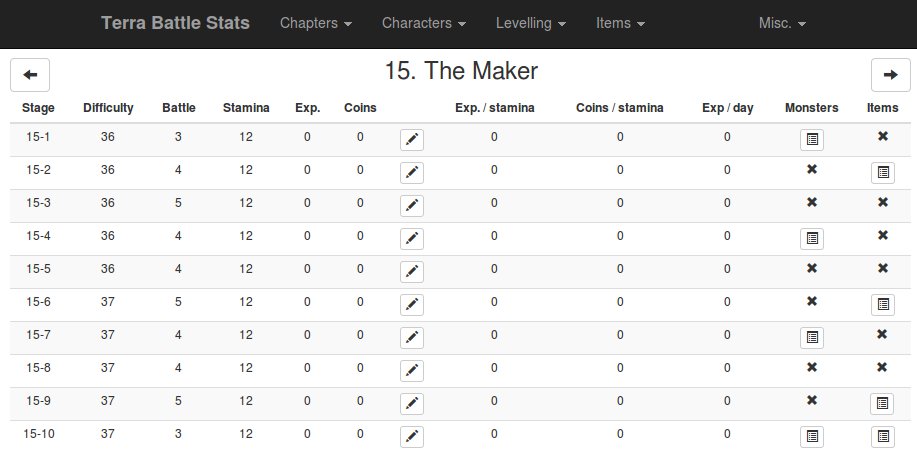 Terra Battle Stats Chapters Characters Levelling Items Misc.
15. The Maker
Stage Difficulty Battle Stamina Exp. Coins Exp. / stamina Coins / stamina Exp / day Monsters Items
15-1 36 3 12 0 0 0 0 0
15-2 36 4 12 0 0 0 0 0
15-3 36 5 12 0 0 0 0 0
15-4 36 4 12 0 0 0 0 0
15-5 36 4 12 0 0 0 0 0
15-6 37 5 12 0 0 0 0 0
15-7 37 4 12 0 0 0 0 0
15-8 37 4 12 0 0 0 0 0
15-9 37 5 12 0 0 0 0 0
15-10 37 3 12 0 0 0 0 0